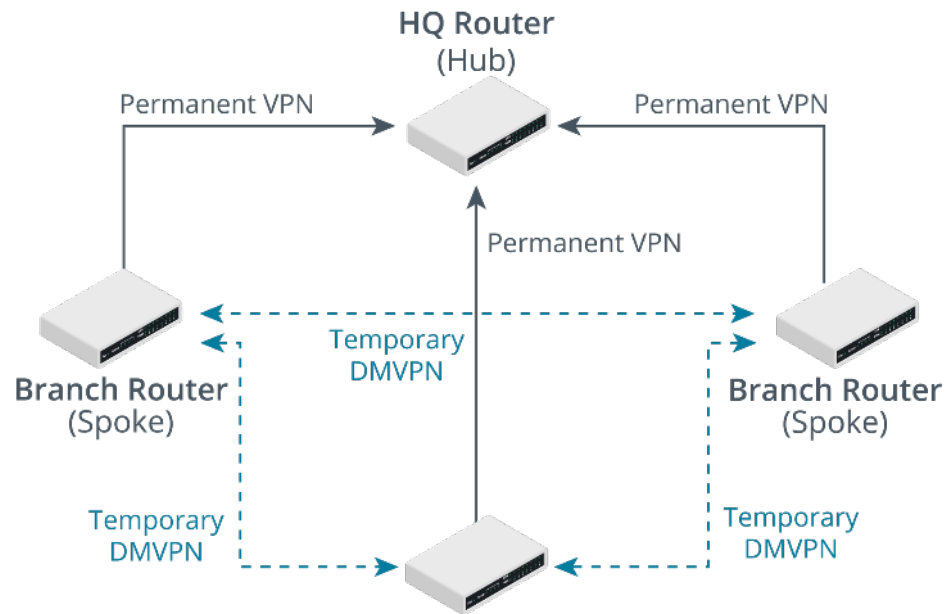 HQ Router
(Hub)
Permanent VPN
Permanent VPN
Permanent VPN
Temporary
DMVPN
Branch Router
(Spoke)
Branch Router
(Spoke)
Temporary
DMVPN
Temporary
DMVPN